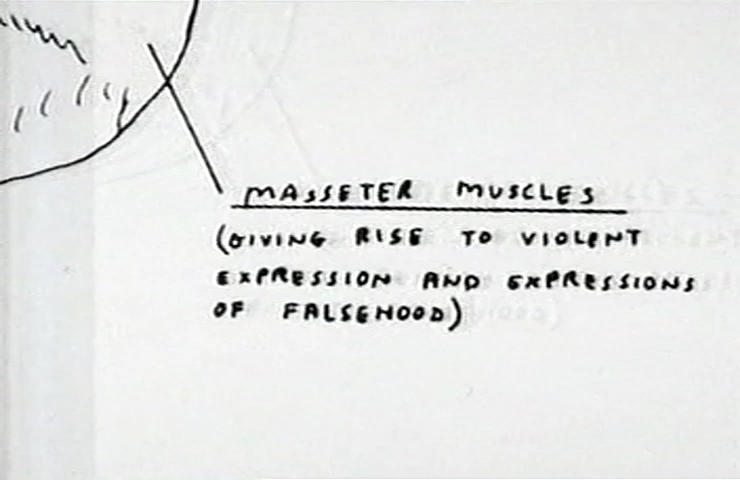 MASSETER MUSCLES
(GIVING RISE TO VIOLENT
EXPRESSION AND EXPRESSIONS
OF FALSEHOOD)